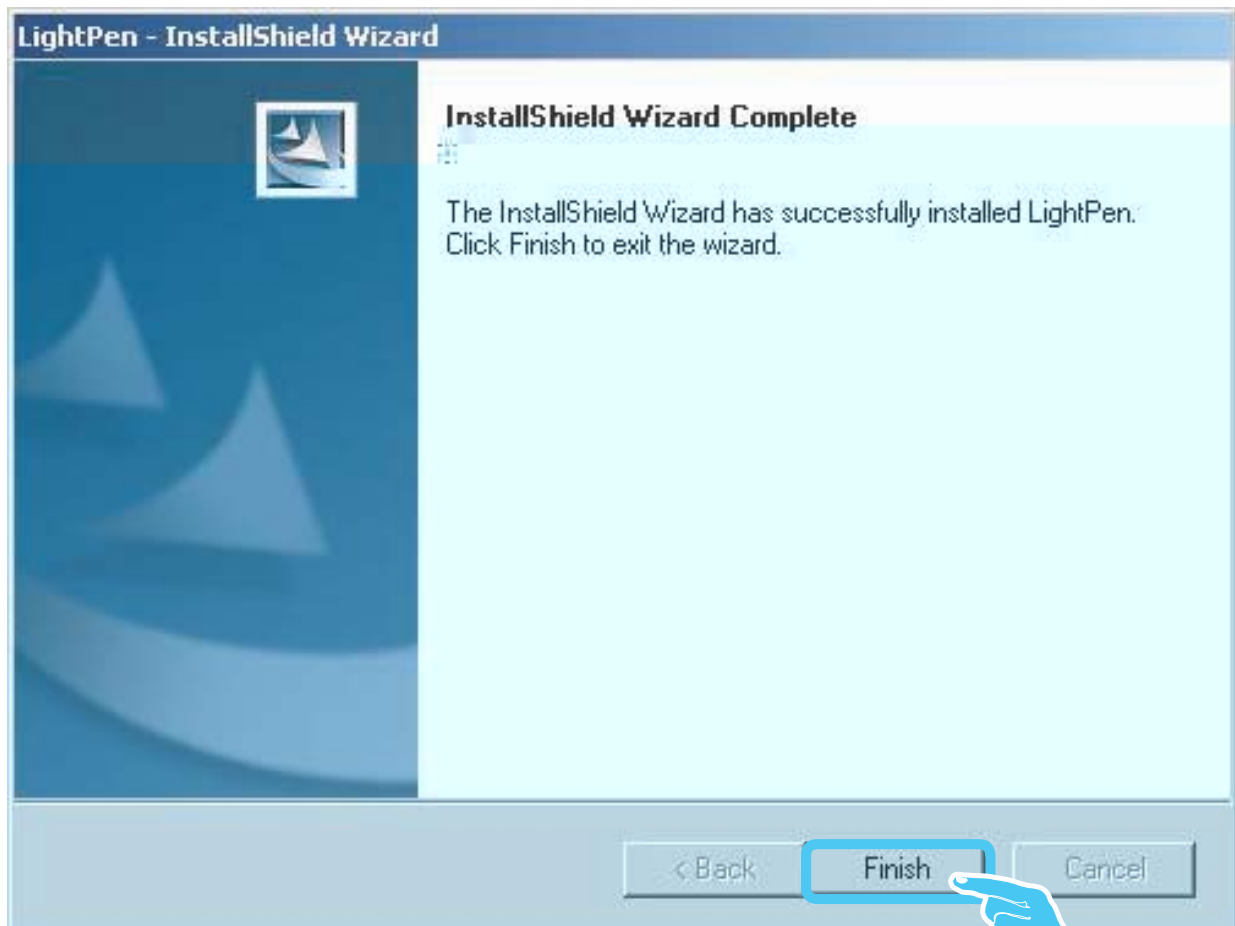 LightPen - InstallShield Wizard
InstallShield Wizard Complete
The InstallShield Wizard has successfully installed LightPen.
Click Finish to exit the wizard.
< Back
Finish
Cancel